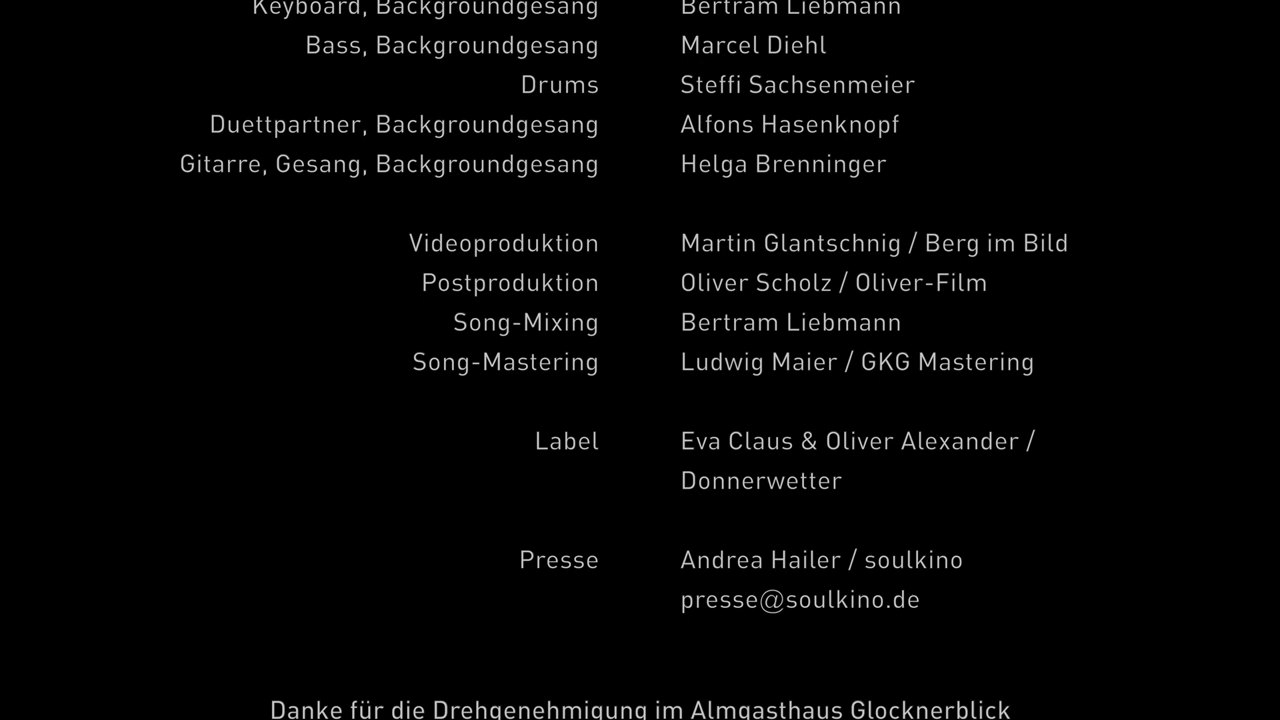 Keyboard, Backgroundgesang Bertram Liebmann
Bass, Backgroundgesang Marcel Diehl
Drums Steffi Sachsenmeier
Duettpartner, Backgroundgesang Alfons Hasenknopf
Gitarre, Gesang, Backgroundgesang Helga Brenninger
Videoproduktion Martin Glantschnig / Berg im Bild
Postproduktion Oliver Scholz / Oliver-Film
Song-Mixing Bertram Liebmann
Song-Mastering Ludwig Maier / GKG Mastering
Label Eva Claus & Oliver Alexander /
Donnerwetter
Presse Andrea Hailer / soulkino
presse@soulkino.de
Danke für die Drehgenehmigung im Almgasthaus Glocknerblick